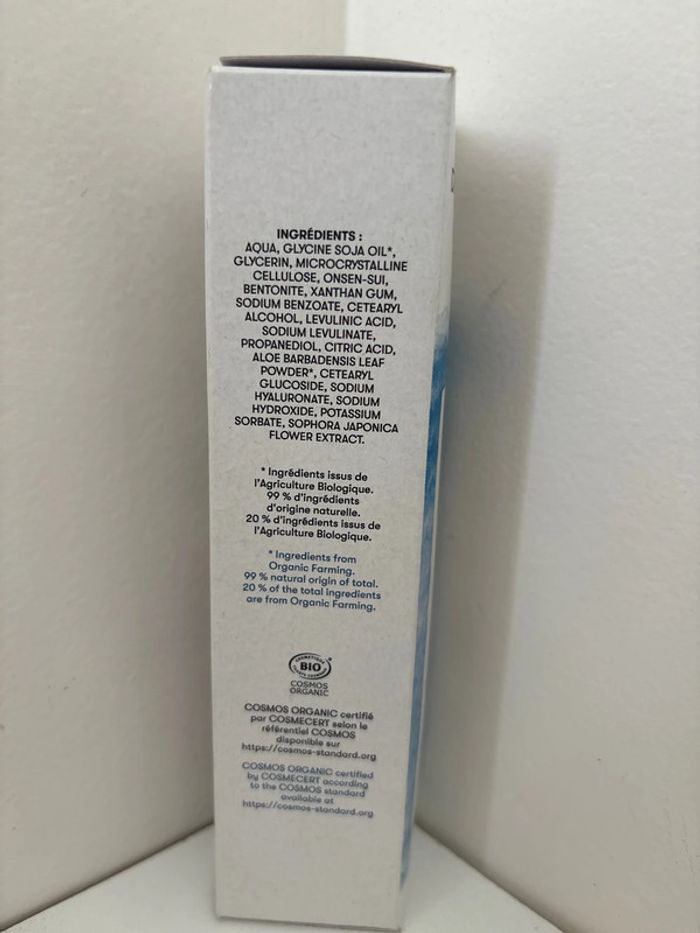 INGRÉDIENTS :
AQUA, GLYCINE SOJA OIL*,
GLYCERIN, MICROCRYSTALLINE
CELLULOSE, ONSEN-SUI,
BENTONITE, XANTHAN GUM,
SODIUM BENZOATE, CETEARYL
ALCOHOL, LEVULINIC ACID,
SODIUM LEVULINATE,
PROPANEDIOL, CITRIC ACID,
ALOE BARBADENSIS LEAF
POWDER*, CETEARYL
GLUCOSIDE, SODIUM
HYALURONATE, SODIUM
HYDROXIDE, POTASSIUM
SORBATE, SOPHORA JAPONICA
FLOWER EXTRACT.
* Ingrédients issus de
l'Agriculture Biologique.
99 % d'ingrédients
d'origine naturelle.
20 % d'ingrédients issus de
l'Agriculture Biologique.
* Ingredients from
Organic Farming.
99 % natural origin of total.
20 % of the total ingredients
are from Organic Farming.
BIO
COSMOS
ORGANIC
COSMOS ORGANIC certifié
par COSMECERT selon le
référentiel COSMOS
disponible sur
https://cosmos-standard.org
COSMOS ORGANIC certified
by COSMECERT according
to the COSMOS standard
available at
https://cosmos-standard.org